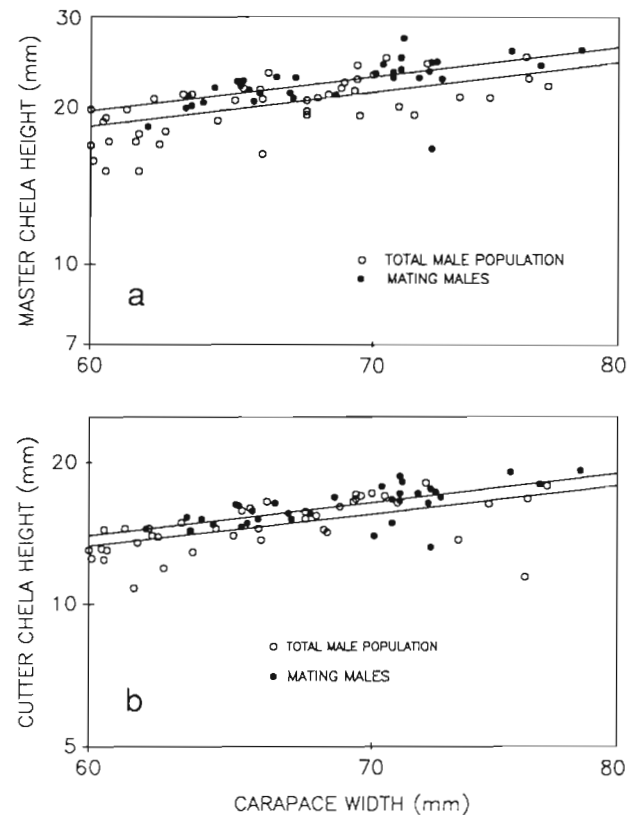 30
20
10
7
MASTER CHELA HEIGHT (mm)
TOTAL MALE POPULATION
MATING MALES
a
60
70
80
20
10
5
CUTTER CHELA HEIGHT (mm)
TOTAL MALE POPULATION
MATING MALES
b
60
70
80
CARAPACE WIDTH (mm)